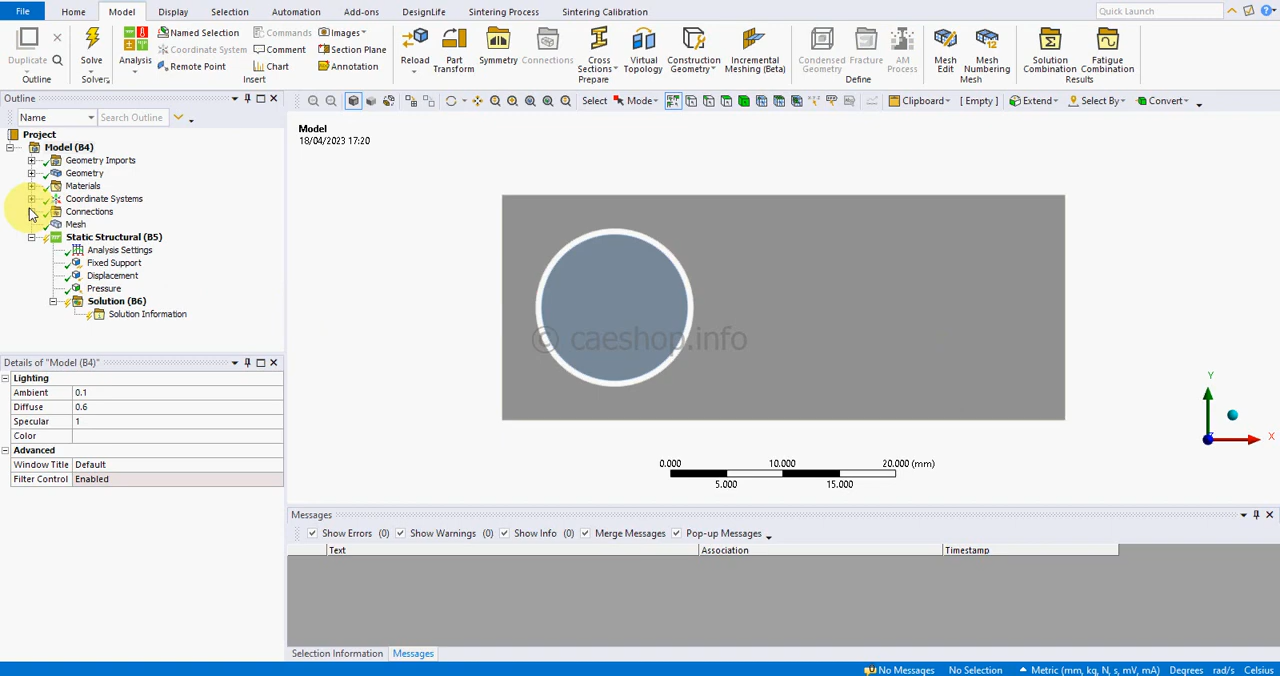 File Home Model Display Selection Automation Add-ons DesignLife Sintering Process Sintering Calibration Quick Launch
Duplicate Outline
Solve Solver
Analysis
Named Selection Commands Images
Coordinate System Comment Section Plane
Remote Point Chart Annotation
Insert
Reload Part Transform Symmetry Connections Cross Sections Virtual Topology Construction Geometry Incremental Meshing (Beta)
Prepare
Condensed Geometry Fracture AM Process
Define
Mesh Edit Mesh Numbering
Mesh
Solution Combination Fatigue Combination
Results
Outline
Name Search Outline
Select Mode Clipboard [ Empty ] Extend Select By Convert
Project
Model (B4)
Geometry Imports
Geometry
Materials
Coordinate Systems
Connections
Mesh
Static Structural (B5)
Analysis Settings
Fixed Support
Displacement
Pressure
Solution (B6)
Solution Information
Details of "Model (B4)"
Lighting
Ambient 0.1
Diffuse 0.6
Specular 1
Color
Advanced
Window Title Default
Filter Control Enabled
Model
18/04/2023 17:20
© caeshop.info
Y
X
0.000 10.000 20.000 (mm)
5.000 15.000
Messages
Show Errors (0) Show Warnings (0) Show Info (0) Merge Messages Pop-up Messages
Text Association Timestamp
Selection Information Messages
No Messages No Selection Metric (mm, kg, N, s, mV, mA) Degrees rad/s Celsius